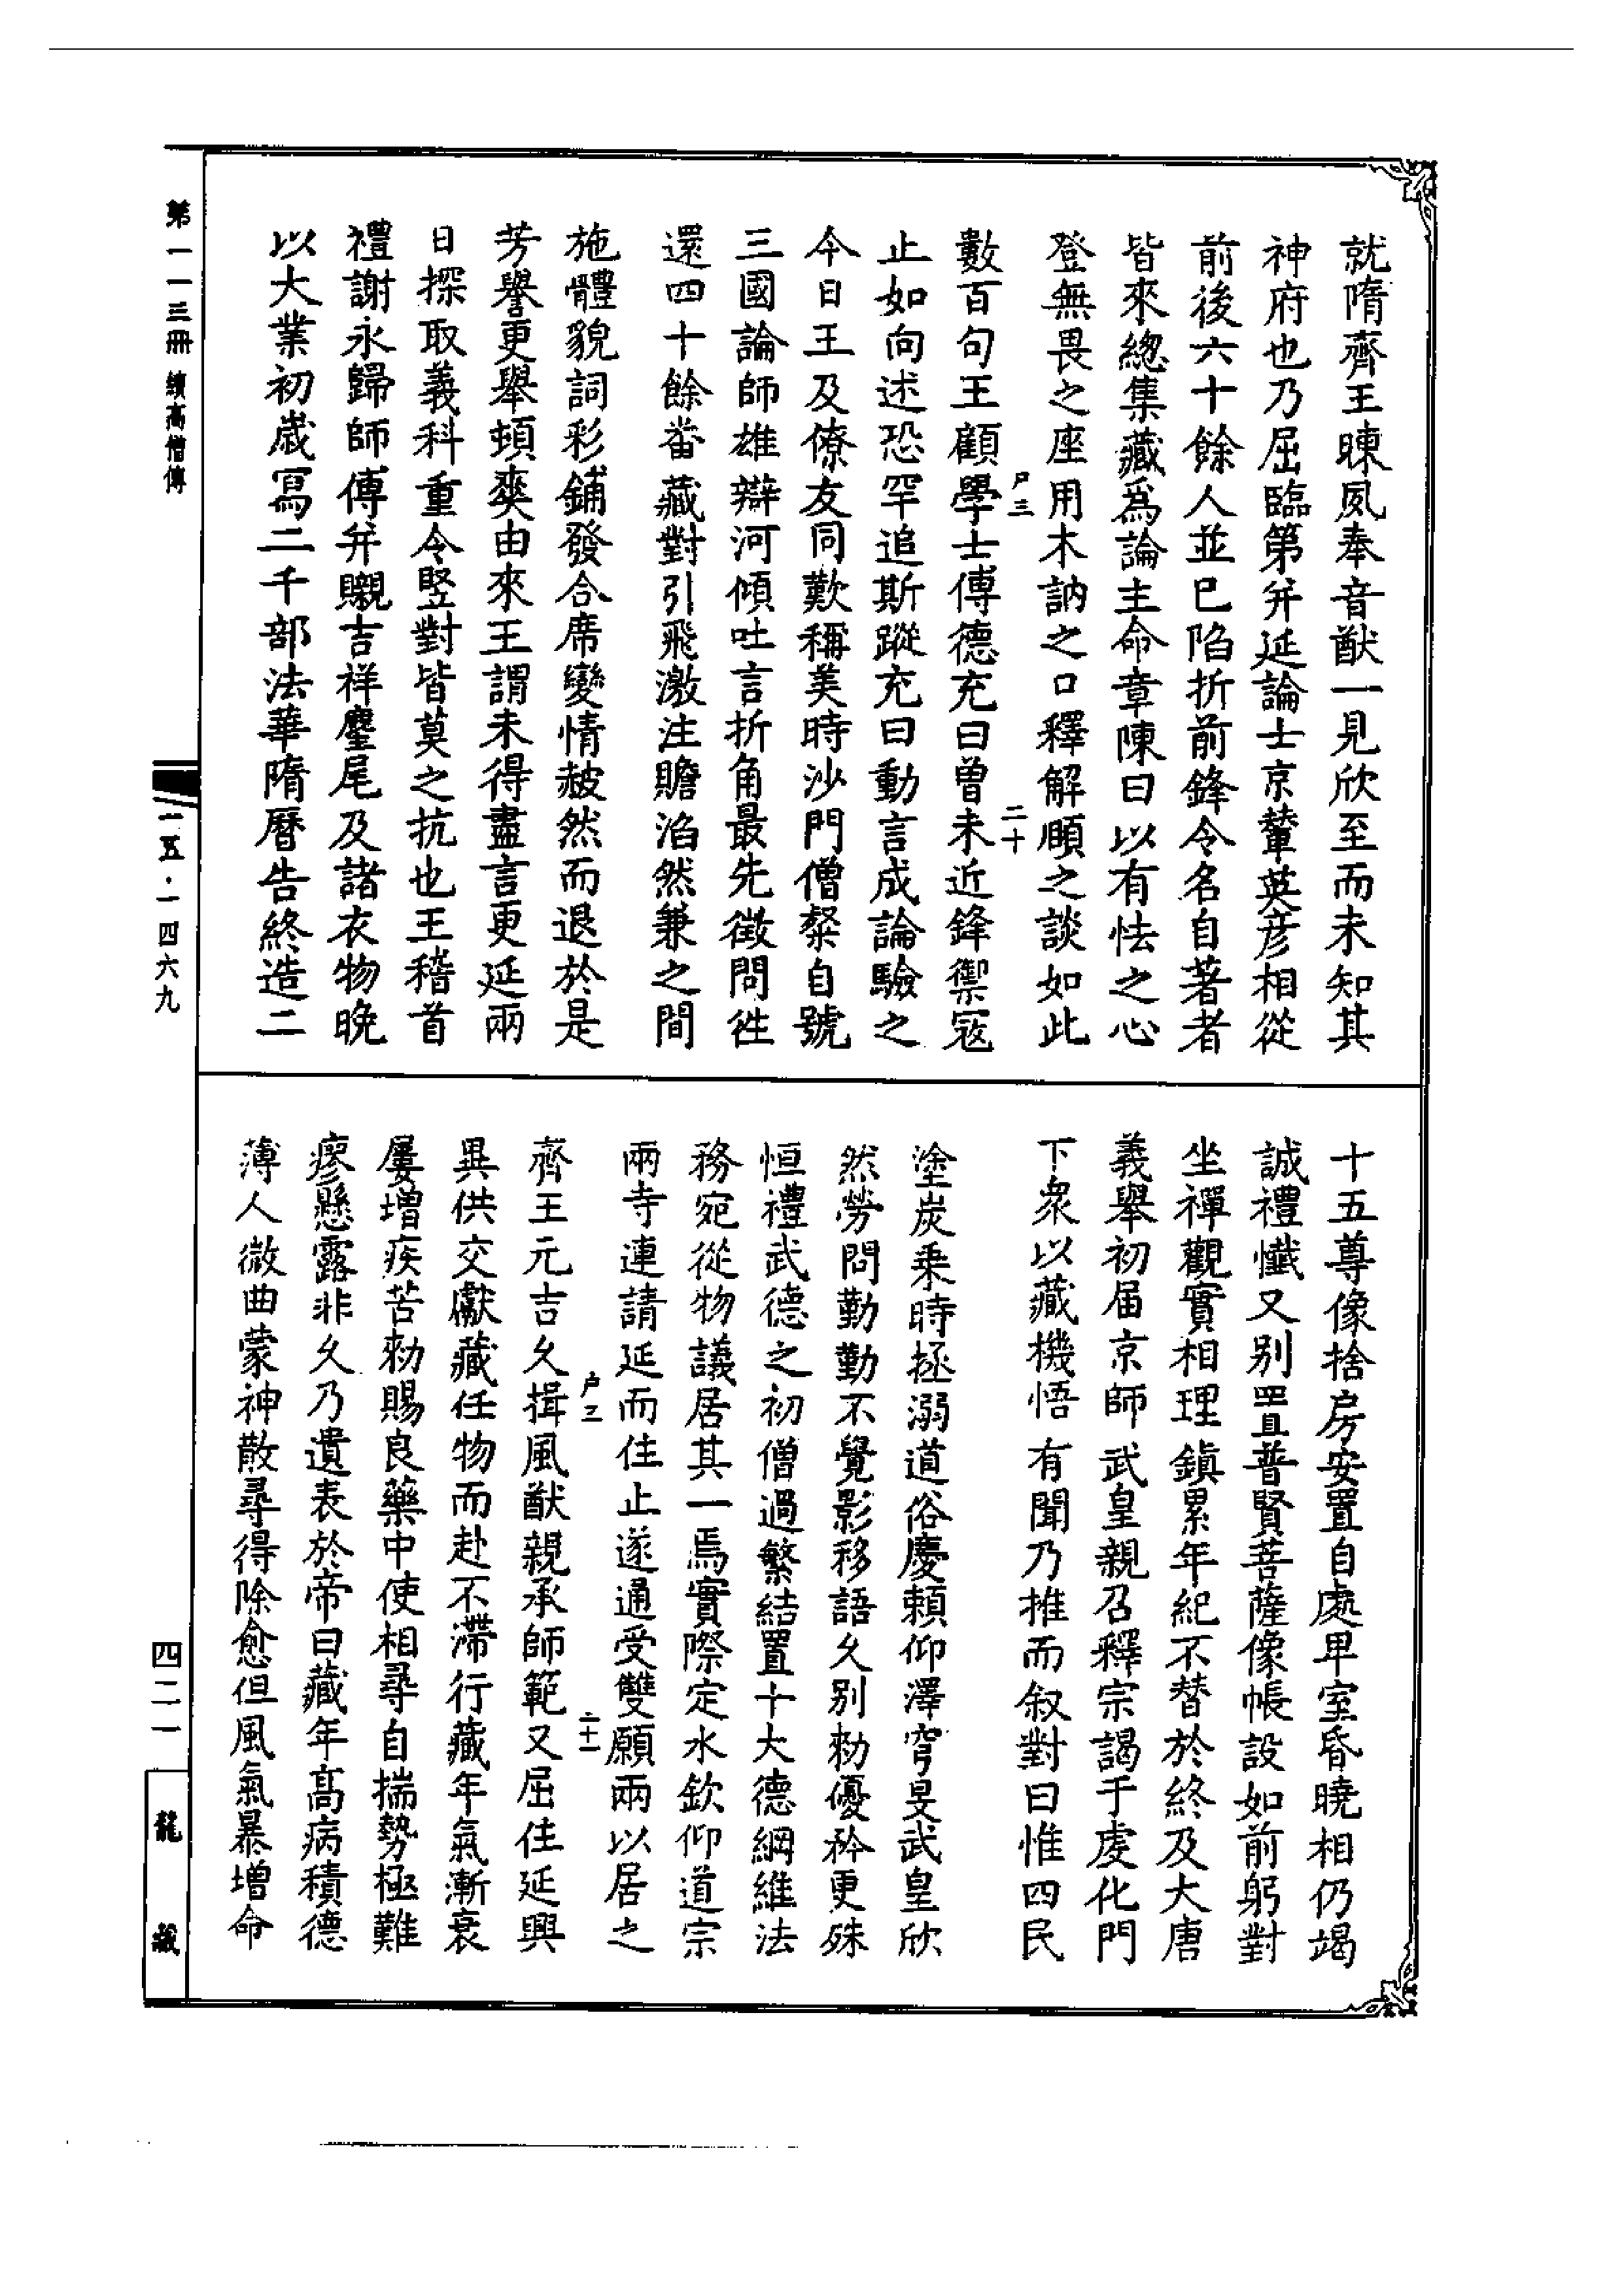 就隋齊王暕夙奉音猷一見欣至而未知其
神府也乃屈臨第幷延論士京輦英彥相從
前後六十餘人並已陷折前鋒令名自著者
皆來緫集藏爲論主命章陳曰以有怯之心
登無畏之座用木訥之口釋解頤之談如此
户三
二十
數百句王顧學士傅德充曰曾未近鋒禦寇
止如向述恐罕追斯蹤充曰動言成論驗之
今日王及僚友同歎稱美時沙門僧粲自號
三國論師雄辯河傾吐言折角最先徵問徃
還四十餘番藏對引飛激注贍滔然兼之間
施體貌詞彩鋪發合席變情赧然而退於是
芳譽更舉頓爽由來王謂未得盡言更延兩
日探取義科重令竪對皆莫之抗也王稽首
禮謝永歸師傅幷贐吉祥麈尾及諸衣物晚
以大業初歳寫二千部法華隋曆告終造二
第一一三冊 續高僧傳
一五·一四六九
十五尊像捨房安置自處卑室昏曉相仍竭
誠禮懺又別置普賢菩薩像帳設如前躬對
坐禪觀實相理鎮累年紀不替於終及大唐
義舉初屆京師武皇親召釋宗謁于虔化門
下衆以藏機悟有聞乃推而叙對曰惟四民
塗炭乗時拯溺道俗慶賴仰澤穹旻武皇欣
然勞問勤勤不覺影移語久別勑優矜更殊
恒禮武德之初僧過繁結置十大德綱維法
務宛從物議居其一焉實際定水欽仰道宗
兩寺連請延而住止遂通受雙願兩以居之
户三
二十一
齊王元吉久揖風猷親承師範又屈住延興
異供交獻藏任物而赴不滯行藏年氣漸衰
屢增疾苦勑賜良藥中使相尋自揣勢極難
瘳懸露非久乃遺表於帝曰藏年高病積德
薄人微曲蒙神散尋得除愈但風氣暴增命
四二一
龍藏